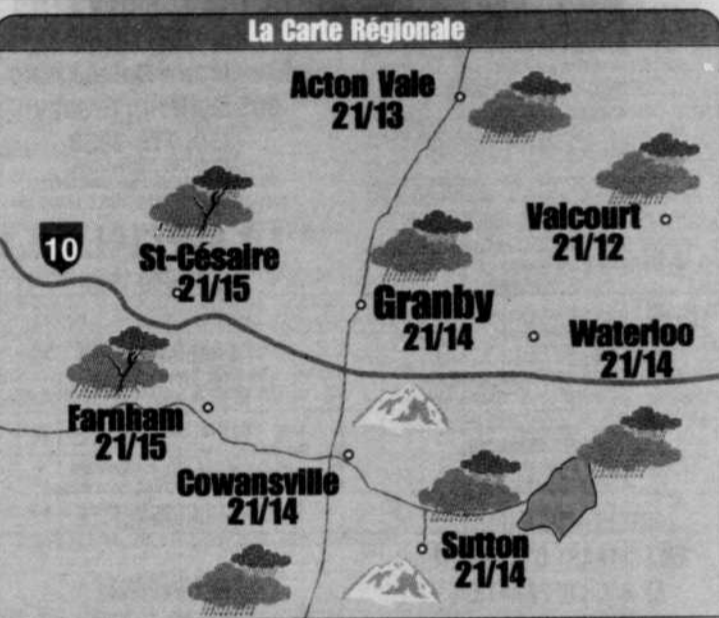 La Carte Régionale
Acton Vale
21/13
Valcourt
21/12
10
St-Césaire
21/15
Granby
21/14
Waterloo
21/14
Farnham
21/15
Cowansville
21/14
Sutton
21/14